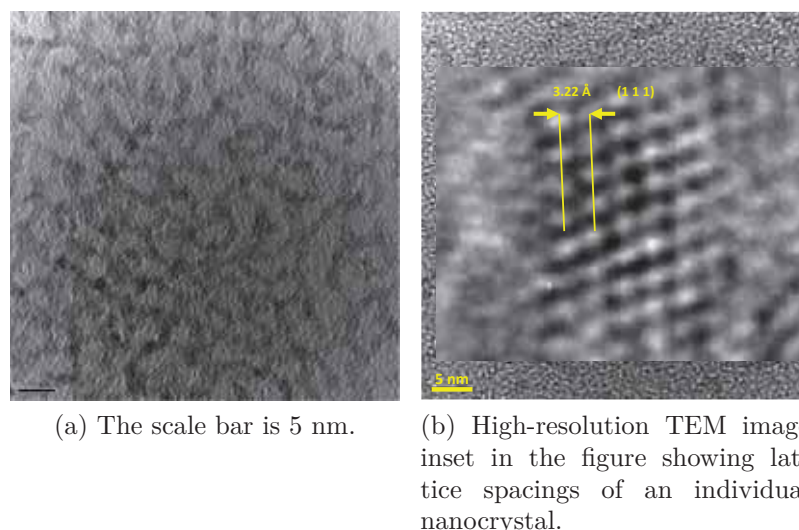 3.22 Å (1 1 1)
5 nm
(a) The scale bar is 5 nm.
(b) High-resolution TEM imag
inset in the figure showing lat
tice spacings of an individua
nanocrystal.